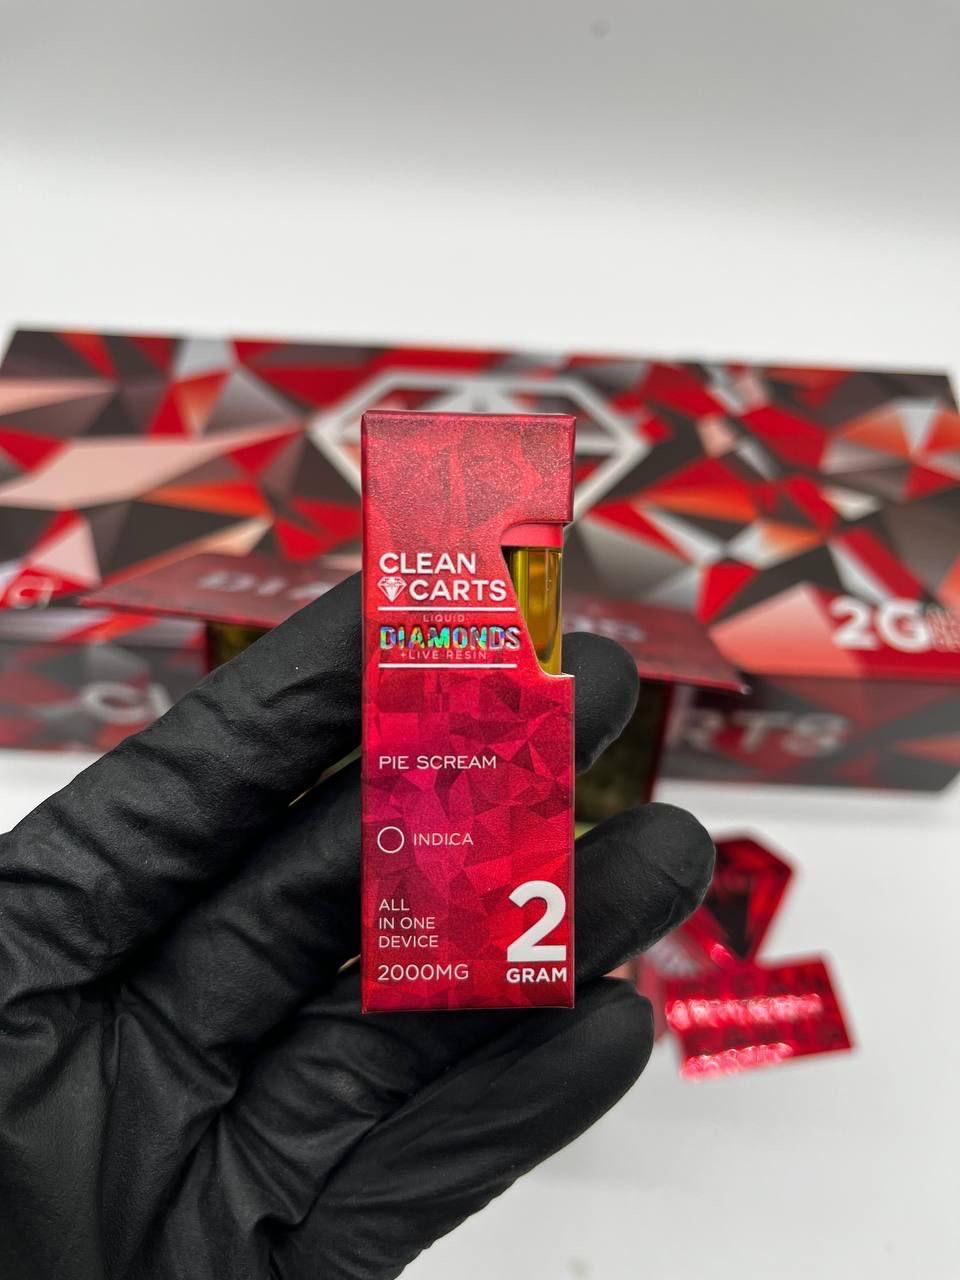 CLEAN
CARTS
LIQUID
DIAMONDS
+LIVE RESIN
PIE SCREAM
INDICA
ALL
IN ONE
DEVICE
2000MG
2
GRAM
2G